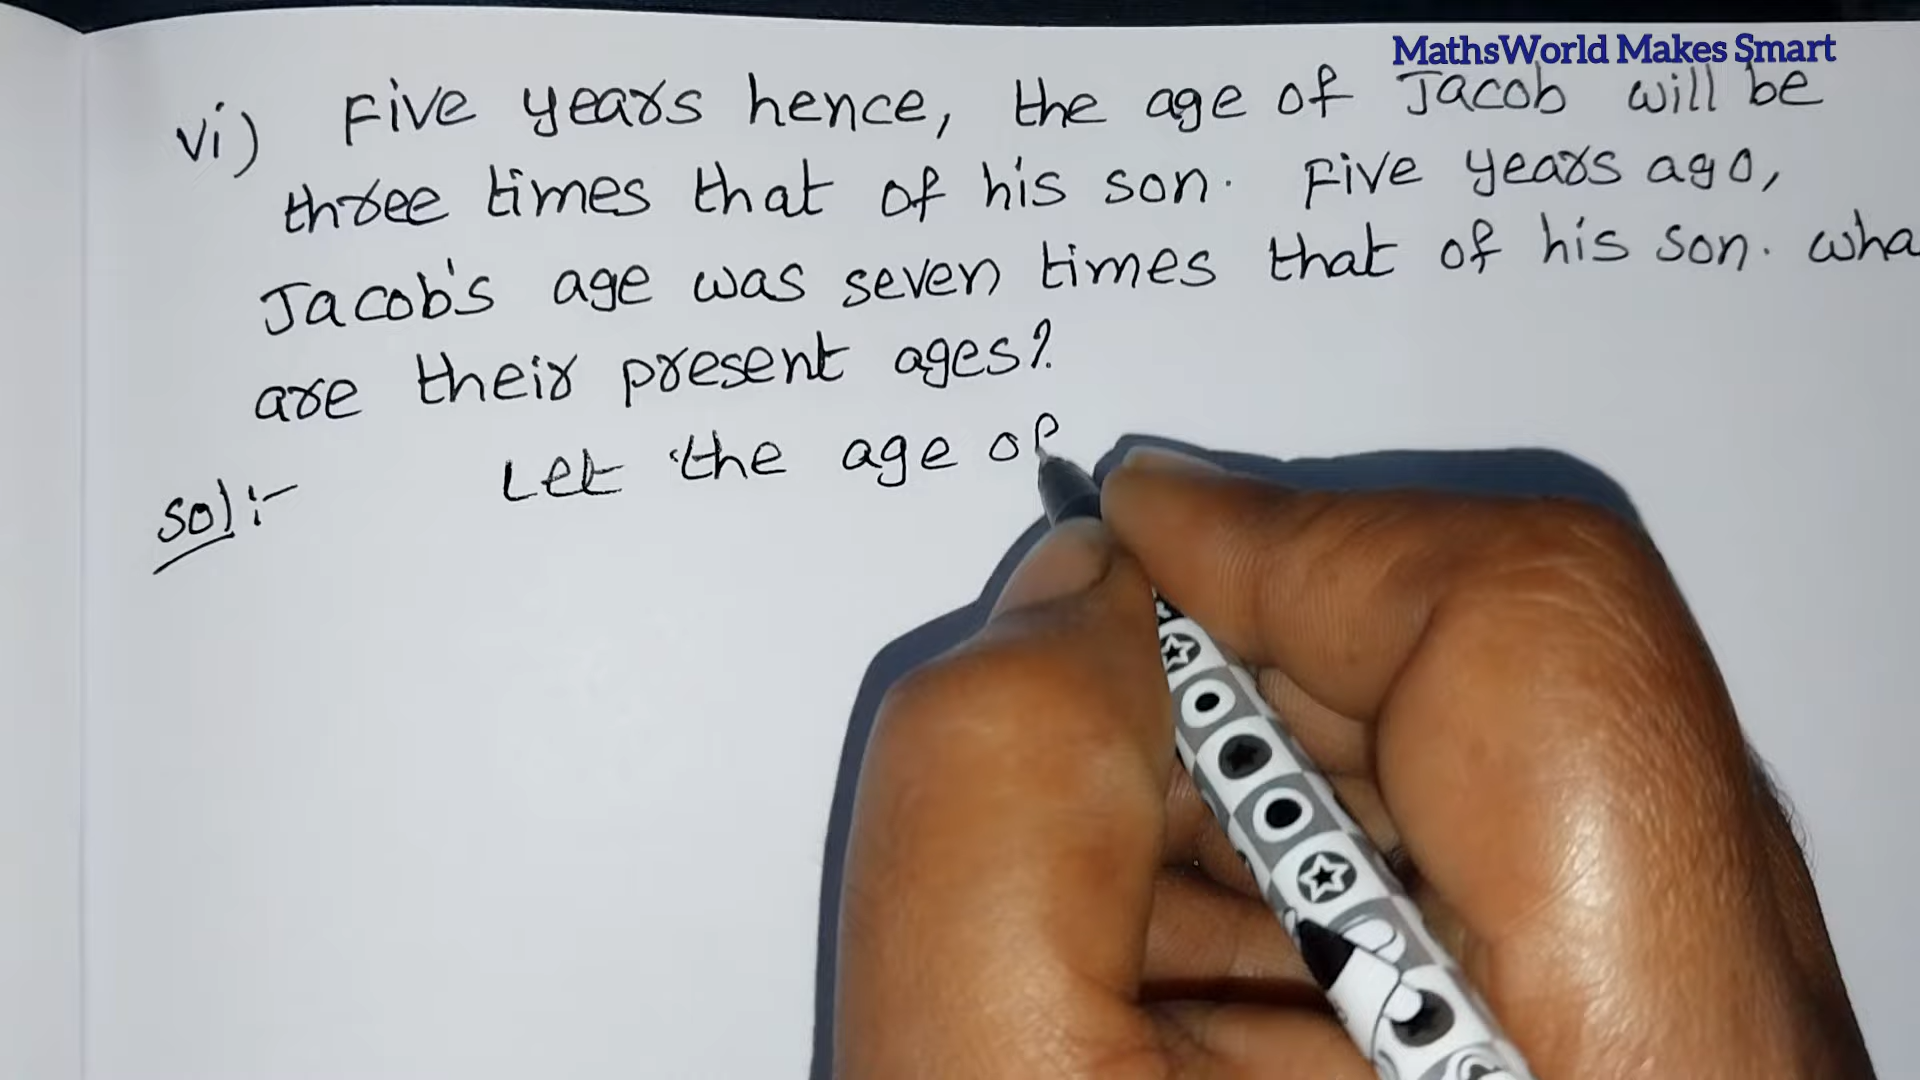 MathsWorld Makes Smart
vi) Five years hence, the age of Jacob will be
three times that of his son. Five years ago,
Jacob's age was seven times that of his son. wha
are their present ages?
Sol:- Let the age of